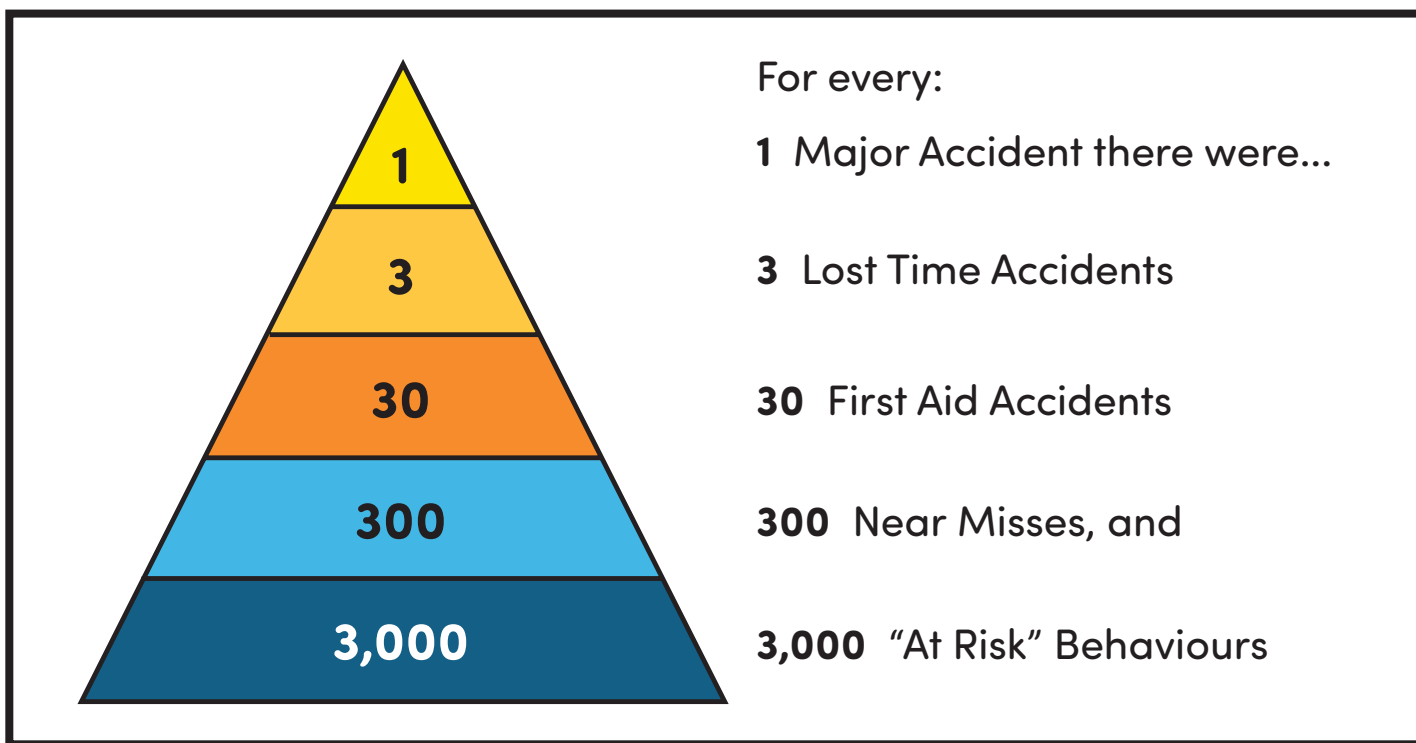 For every:
1
1 Major Accident there were...
3
3 Lost Time Accidents
30
30 First Aid Accidents
300
300 Near Misses, and
3,000
3,000 “At Risk” Behaviours